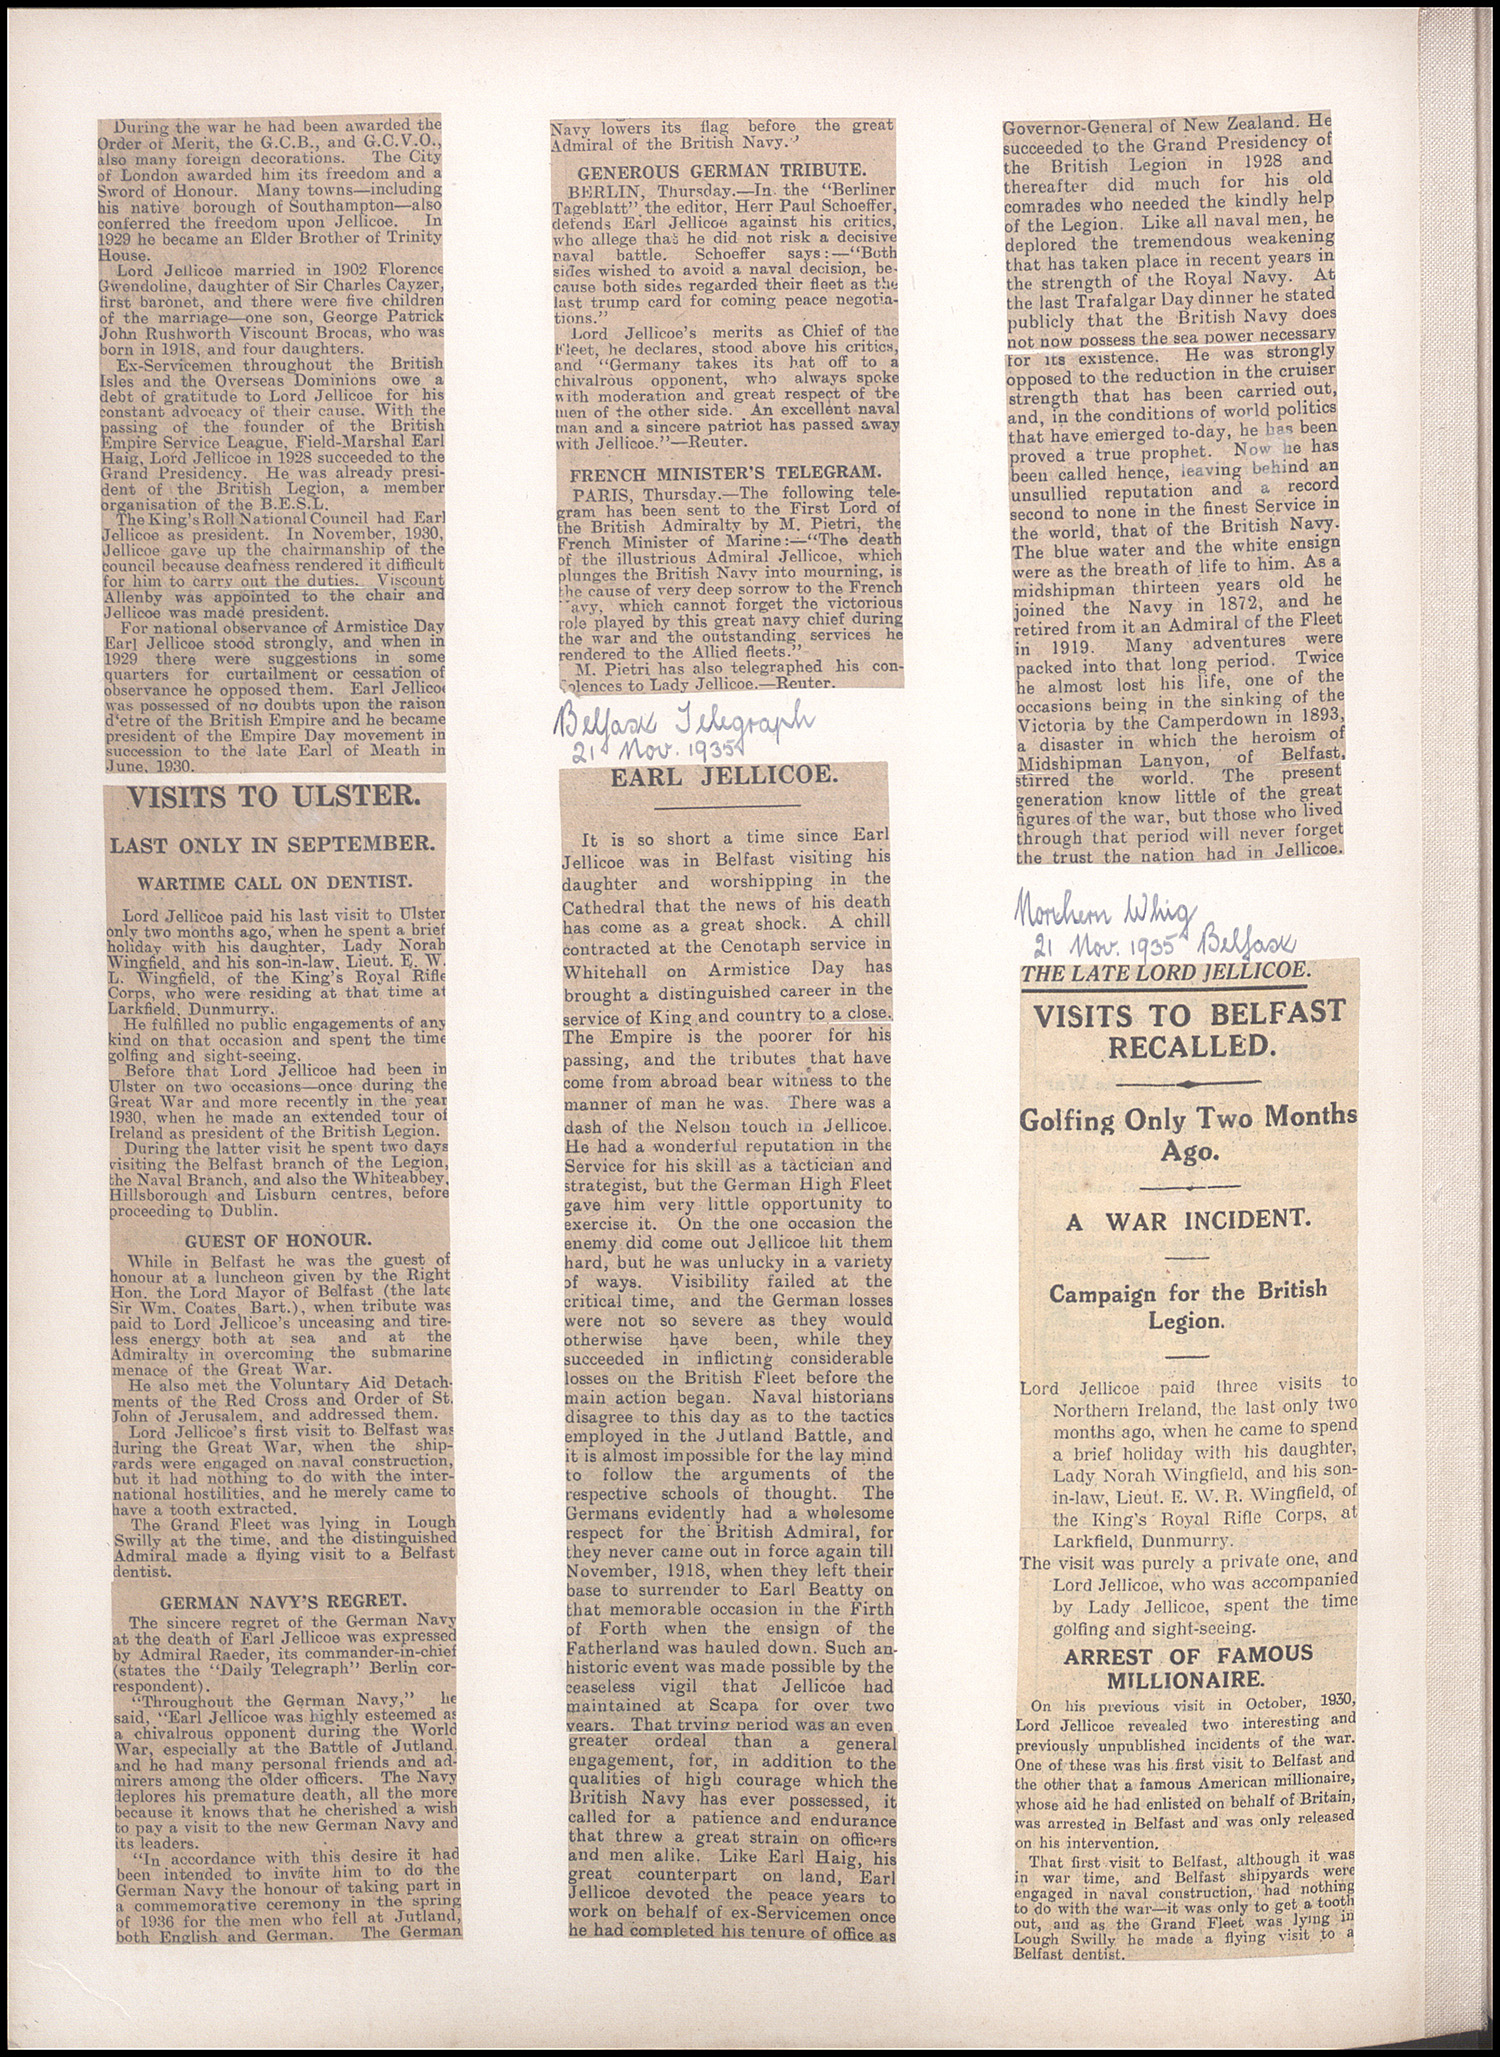 During the war he had been awarded the
Order of Merit, the G.C.B., and G.C.V.O.,
also many foreign decorations. The City
of London awarded him its freedom and a
Sword of Honour. Many towns—including
his native borough of Southampton—also
conferred the freedom upon Jellicoe. In
1929 he became an Elder Brother of Trinity
House.
Lord Jellicoe married in 1902 Florence
Gwendoline, daughter of Sir Charles Cayzer,
first baronet, and there were five children
of the marriage—one son, George Patrick
John Rushworth Viscount Brocas, who was
born in 1918, and four daughters.
Ex-Servicemen throughout the British
Isles and the Overseas Dominions owe a
debt of gratitude to Lord Jellicoe for his
constant advocacy of their cause. With the
passing of the founder of the British
Empire Service League, Field-Marshal Earl
Haig, Lord Jellicoe in 1928 succeeded to the
Grand Presidency. He was already presi-
dent of the British Legion, a member
organisation of the B.E.S.L.
The King's Roll National Council had Earl
Jellicoe as president. In November, 1930,
Jellicoe gave up the chairmanship of the
council because deafness rendered it difficult
for him to carry out the duties. Viscount
Allenby was appointed to the chair and
Jellicoe was made president.
For national observance of Armistice Day
Earl Jellicoe stood strongly, and when in
1929 there were suggestions in some
quarters for curtailment or cessation of
observance he opposed them. Earl Jellicoe
was possessed of no doubts upon the raison
d'etre of the British Empire and he became
president of the Empire Day movement in
succession to the late Earl of Meath in
June, 1930.
VISITS TO ULSTER.
LAST ONLY IN SEPTEMBER.
WARTIME CALL ON DENTIST.
Lord Jellicoe paid his last visit to Ulster
only two months ago, when he spent a brief
holiday with his daughter, Lady Norah
Wingfield, and his son-in-law, Lieut. E. W.
L. Wingfield, of the King's Royal Rifle
Corps, who were residing at that time at
Larkfield, Dunmurry.
He fulfilled no public engagements of any
kind on that occasion and spent the time
golfing and sight-seeing.
Before that Lord Jellicoe had been in
Ulster on two occasions—once during the
Great War and more recently in the year
1930, when he made an extended tour of
Ireland as president of the British Legion.
During the latter visit he spent two days
visiting the Belfast branch of the Legion,
the Naval Branch, and also the Whiteabbey,
Hillsborough and Lisburn centres, before
proceeding to Dublin.
GUEST OF HONOUR.
While in Belfast he was the guest of
honour at a luncheon given by the Right
Hon. the Lord Mayor of Belfast (the late
Sir Wm. Coates, Bart.), when tribute was
paid to Lord Jellicoe's unceasing and tire-
less energy both at sea and at the
Admiralty in overcoming the submarine
menace of the Great War.
He also met the Voluntary Aid Detach-
ments of the Red Cross and Order of St.
John of Jerusalem, and addressed them.
Lord Jellicoe's first visit to Belfast was
during the Great War, when the ship-
yards were engaged on naval construction,
but it had nothing to do with the inter-
national hostilities, and he merely came to
have a tooth extracted.
The Grand Fleet was lying in Lough
Swilly at the time, and the distinguished
Admiral made a flying visit to a Belfast
dentist.
GERMAN NAVY'S REGRET.
The sincere regret of the German Navy
at the death of Earl Jellicoe was expressed
by Admiral Raeder, its commander-in-chief
(states the "Daily Telegraph" Berlin cor-
respondent).
"Throughout the German Navy," he
said, "Earl Jellicoe was highly esteemed as
a chivalrous opponent during the World
War, especially at the Battle of Jutland,
and he had many personal friends and ad-
mirers among the older officers. The Navy
deplores his premature death, all the more
because it knows that he cherished a wish
to pay a visit to the new German Navy and
its leaders.
"In accordance with this desire it had
been intended to invite him to do the
German Navy the honour of taking part in
a commemorative ceremony in the spring
of 1936 for the men who fell at Jutland,
both English and German. The German
Navy lowers its flag before the great
Admiral of the British Navy."
GENEROUS GERMAN TRIBUTE.
BERLIN, Thursday.—In the "Berliner
Tageblatt" the editor, Herr Paul Schoeffer,
defends Earl Jellicoe against his critics,
who allege that he did not risk a decisive
naval battle. Schoeffer says:—"Both
sides wished to avoid a naval decision, be-
cause both sides regarded their fleet as the
last trump card for coming peace negotia-
tions."
Lord Jellicoe's merits as Chief of the
Fleet, he declares, stood above his critics,
and "Germany takes its hat off to a
chivalrous opponent, who always spoke
with moderation and great respect of the
men of the other side. An excellent naval
man and a sincere patriot has passed away
with Jellicoe."—Reuter.
FRENCH MINISTER'S TELEGRAM.
PARIS, Thursday.—The following tele-
gram has been sent to the First Lord of
the British Admiralty by M. Pietri, the
French Minister of Marine:—"The death
of the illustrious Admiral Jellicoe, which
plunges the British Navy into mourning, is
the cause of very deep sorrow to the French
Navy, which cannot forget the victorious
role played by this great navy chief during
the war and the outstanding services he
rendered to the Allied fleets."
M. Pietri has also telegraphed his con-
dolences to Lady Jellicoe.—Reuter.
Belfast Telegraph
21 Nov. 1935
EARL JELLICOE.
It is so short a time since Earl
Jellicoe was in Belfast visiting his
daughter and worshipping in the
Cathedral that the news of his death
has come as a great shock. A chill
contracted at the Cenotaph service in
Whitehall on Armistice Day has
brought a distinguished career in the
service of King and country to a close.
The Empire is the poorer for his
passing, and the tributes that have
come from abroad bear witness to the
manner of man he was. There was a
dash of the Nelson touch in Jellicoe.
He had a wonderful reputation in the
Service for his skill as a tactician and
strategist, but the German High Fleet
gave him very little opportunity to
exercise it. On the one occasion the
enemy did come out Jellicoe hit them
hard, but he was unlucky in a variety
of ways. Visibility failed at the
critical time, and the German losses
were not so severe as they would
otherwise have been, while they
succeeded in inflicting considerable
losses on the British Fleet before the
main action began. Naval historians
disagree to this day as to the tactics
employed in the Jutland Battle, and
it is almost impossible for the lay mind
to follow the arguments of the
respective schools of thought. The
Germans evidently had a wholesome
respect for the British Admiral, for
they never came out in force again till
November, 1918, when they left their
base to surrender to Earl Beatty on
that memorable occasion in the Firth
of Forth when the ensign of the
Fatherland was hauled down. Such an
historic event was made possible by the
ceaseless vigil that Jellicoe had
maintained at Scapa for over two
years. That trying period was an even
greater ordeal than a general
engagement, for, in addition to the
qualities of high courage which the
British Navy has ever possessed, it
called for a patience and endurance
that threw a great strain on officers
and men alike. Like Earl Haig, his
great counterpart on land, Earl
Jellicoe devoted the peace years to
work on behalf of ex-Servicemen once
he had completed his tenure of office as
Governor-General of New Zealand. He
succeeded to the Grand Presidency of
the British Legion in 1928 and
thereafter did much for his old
comrades who needed the kindly help
of the Legion. Like all naval men, he
deplored the tremendous weakening
that has taken place in recent years in
the strength of the Royal Navy. At
the last Trafalgar Day dinner he stated
publicly that the British Navy does
not now possess the sea power necessary
for its existence. He was strongly
opposed to the reduction in the cruiser
strength that has been carried out,
and, in the conditions of world politics
that have emerged to-day, he has been
proved a true prophet. Now he has
been called hence, leaving behind an
unsullied reputation and a record
second to none in the finest Service in
the world, that of the British Navy.
The blue water and the white ensign
were as the breath of life to him. As a
midshipman thirteen years old he
joined the Navy in 1872, and he
retired from it an Admiral of the Fleet
in 1919. Many adventures were
packed into that long period. Twice
he almost lost his life, one of the
occasions being in the sinking of the
Victoria by the Camperdown in 1893,
a disaster in which the heroism of
Midshipman Lanyon, of Belfast,
stirred the world. The present
generation know little of the great
figures of the war, but those who lived
through that period will never forget
the trust the nation had in Jellicoe.
Northern Whig
21 Nov. 1935 Belfast
THE LATE LORD JELLICOE.
VISITS TO BELFAST
RECALLED.
Golfing Only Two Months
Ago.
A WAR INCIDENT.
Campaign for the British
Legion.
Lord Jellicoe paid three visits to
Northern Ireland, the last only two
months ago, when he came to spend
a brief holiday with his daughter,
Lady Norah Wingfield, and his son-
in-law, Lieut. E. W. R. Wingfield, of
the King's Royal Rifle Corps, at
Larkfield, Dunmurry.
The visit was purely a private one, and
Lord Jellicoe, who was accompanied
by Lady Jellicoe, spent the time
golfing and sight-seeing.
ARREST OF FAMOUS
MILLIONAIRE.
On his previous visit in October, 1930,
Lord Jellicoe revealed two interesting and
previously unpublished incidents of the war.
One of these was his first visit to Belfast and
the other that a famous American millionaire,
whose aid he had enlisted on behalf of Britain,
was arrested in Belfast and was only released
on his intervention.
That first visit to Belfast, although it was
in war time, and Belfast shipyards were
engaged in naval construction, had nothing
to do with the war—it was only to get a tooth
out, and as the Grand Fleet was lying in
Lough Swilly he made a flying visit to a
Belfast dentist.